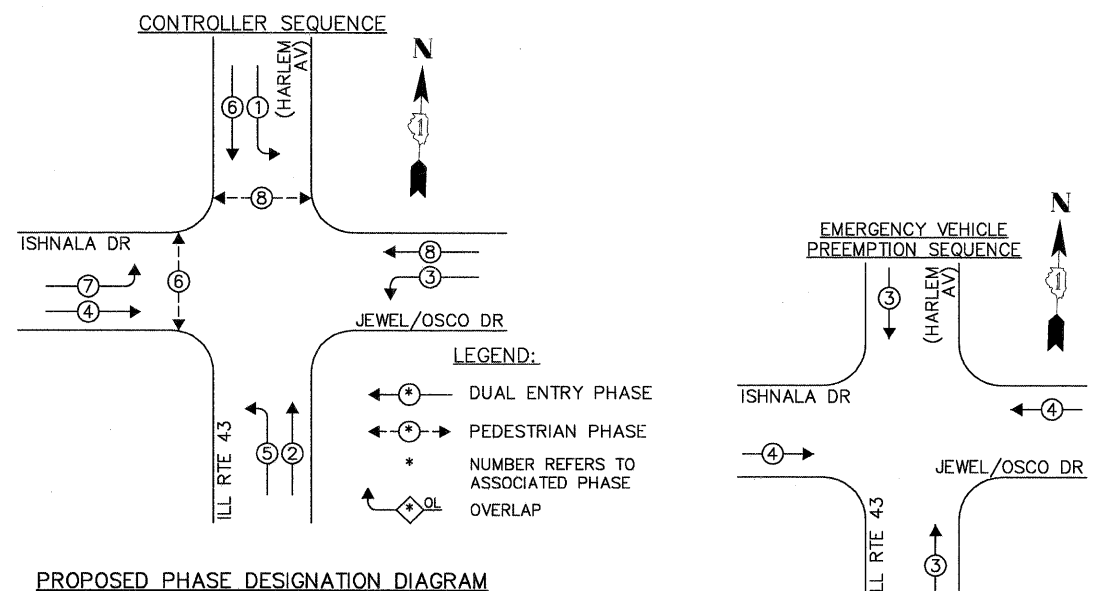 CONTROLLER SEQUENCE
N
(HARLEM
AV)
6
1
1
8
ISHNALA DR
8
7
6
3
4
JEWEL/OSCO DR
LEGEND:
* DUAL ENTRY PHASE
* PEDESTRIAN PHASE
* NUMBER REFERS TO
ASSOCIATED PHASE
* OL OVERLAP
5
2
ILL RTE 43
PROPOSED PHASE DESIGNATION DIAGRAM
EMERGENCY VEHICLE
PREEMPTION SEQUENCE
N
(HARLEM
AV)
3
1
ISHNALA DR
4
4
JEWEL/OSCO DR
LL RTE 43
3